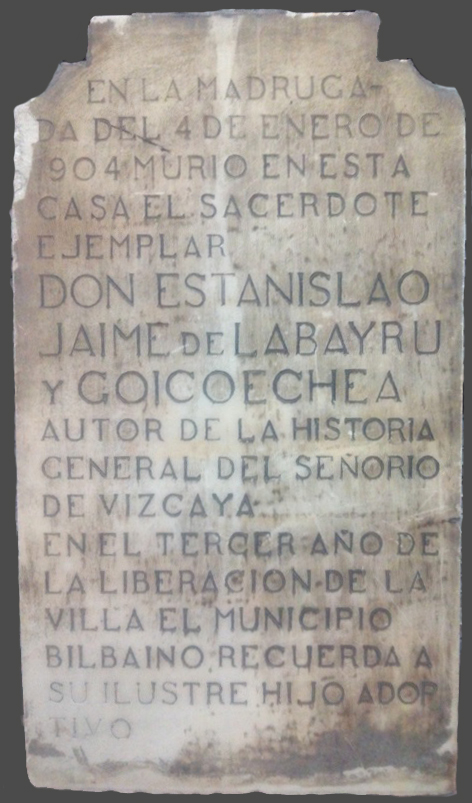 EN LA MADRUGA-
DA DEL 4 DE ENERO DE
904 MURIO EN ESTA
CASA EL SACERDOTE
EJEMPLAR
DON ESTANISLAO
JAIME DE LABAYRU
Y GOICOECHEA
AUTOR DE LA HISTORIA
GENERAL DEL SEÑORIO
DE VIZCAYA
EN EL TERCER AÑO DE
LA LIBERACION DE LA
VILLA EL MUNICIPIO
BILBAINO RECUERDA A
SU ILUSTRE HIJO ADOP
TIVO